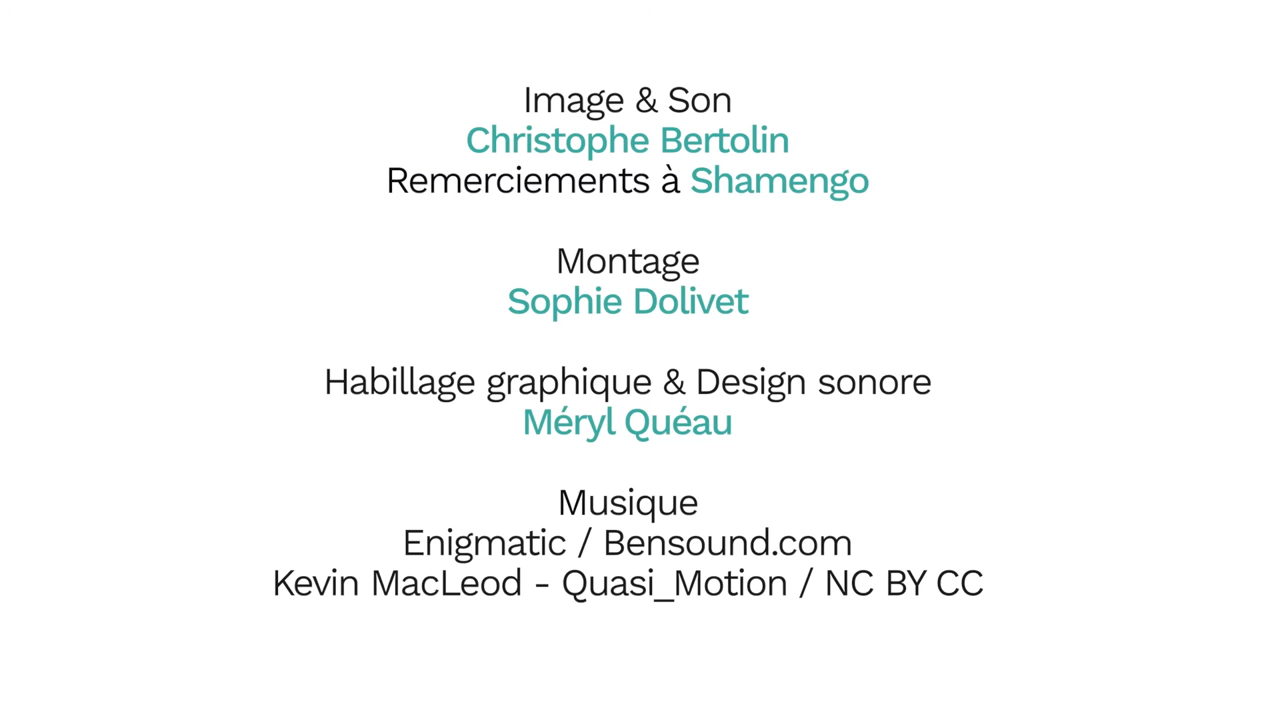 Image & Son
Christophe Bertolin
Remerciements à Shamengo
Montage
Sophie Dolivet
Habillage graphique & Design sonore
Méryl Quéau
Musique
Enigmatic / Bensound.com
Kevin MacLeod - Quasi_Motion / NC BY CC